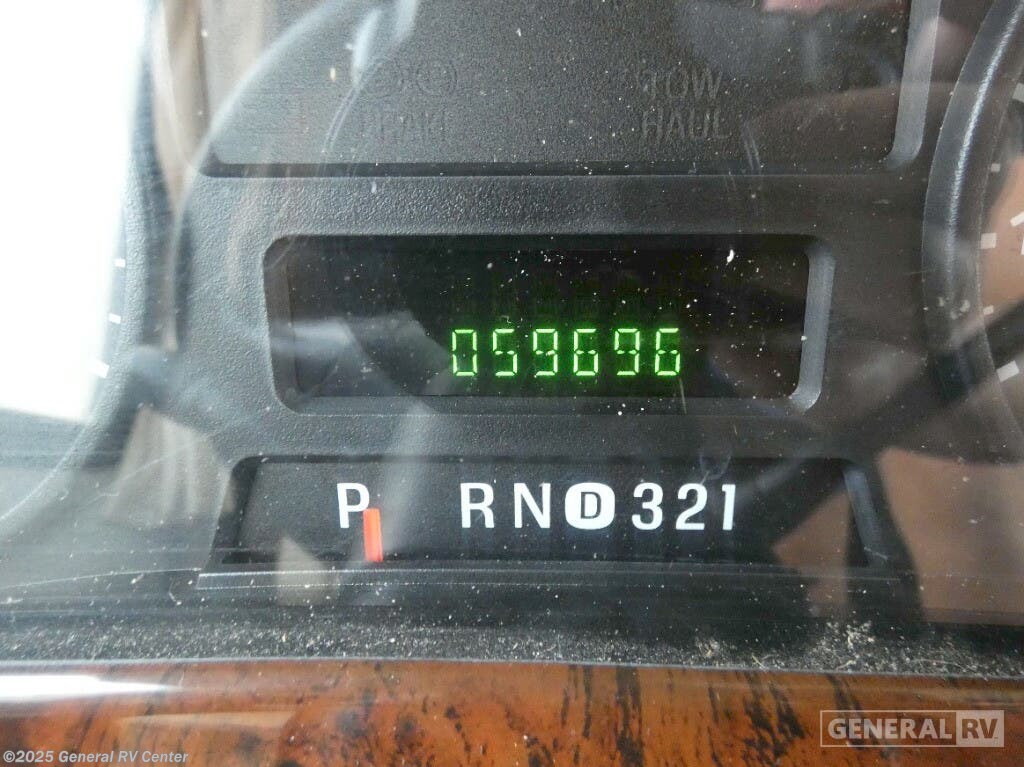 BRAKE
TOW
HAUL
059696
P RND321
GENERAL RV
©2025 General RV Center